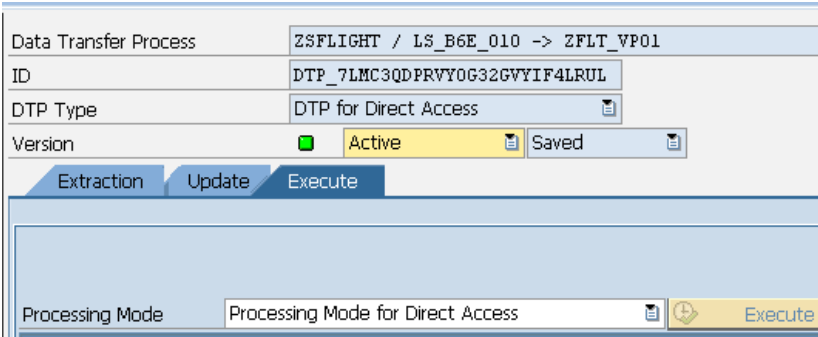 Data Transfer Process ZSFLIGHT / LS_B6E_010 -> ZFLT_VP01
ID DTP_7LMC3QDPRVY0G32GVYIF4LRUL
DTP Type DTP for Direct Access
Version Active Saved
Extraction Update Execute
Processing Mode Processing Mode for Direct Access Execute